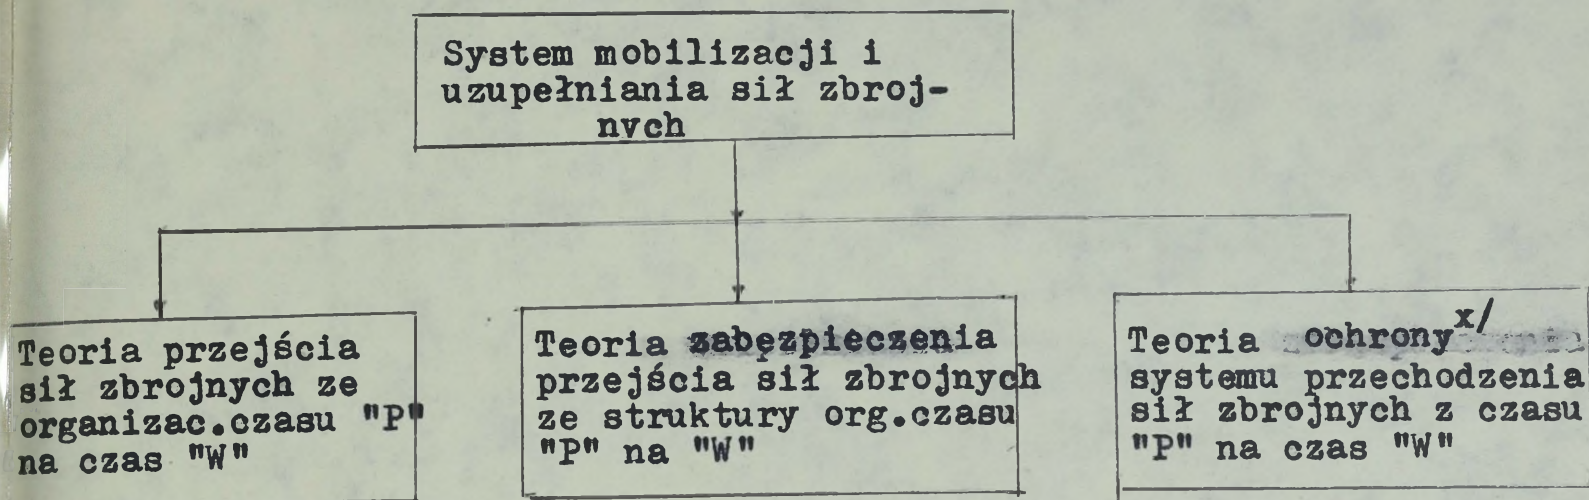 System mobilizacji i
uzupełniania sił zbroj-
nych
Teoria przejścia
sił zbrojnych ze
organizac.czasu "P"
na czas "W"
Teoria zabezpieczenia
przejścia sił zbrojnych
ze struktury org.czasu
"P" na "W"
Teoria ochrony x/
systemu przechodzenia
sił zbrojnych z czasu
"P" na czas "W"